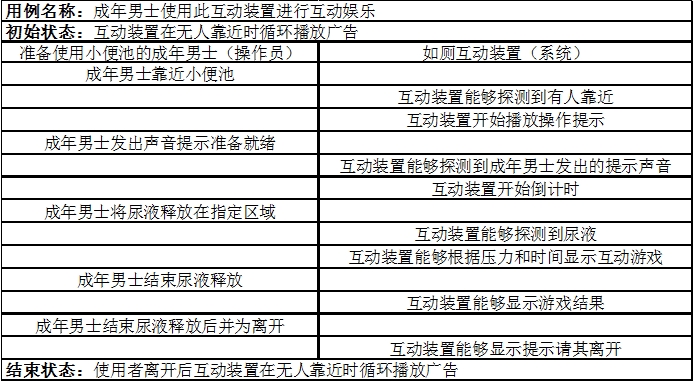 用例名称：成年男士使用此互动装置进行互动娱乐
初始状态：互动装置在无人靠近时循环播放广告
准备使用小便池的成年男士（操作员） 如厕互动装置（系统）
成年男士靠近小便池
互动装置能够探测到有人靠近
互动装置开始播放操作提示
成年男士发出声音提示准备就绪
互动装置能够探测到成年男士发出的提示声音
互动装置开始倒计时
成年男士将尿液释放在指定区域
互动装置能够探测到尿液
互动装置能够根据压力和时间显示互动游戏
成年男士结束尿液释放
互动装置能够显示游戏结果
成年男士结束尿液释放后并为离开
互动装置能够显示提示请其离开
结束状态：使用者离开后互动装置在无人靠近时循环播放广告